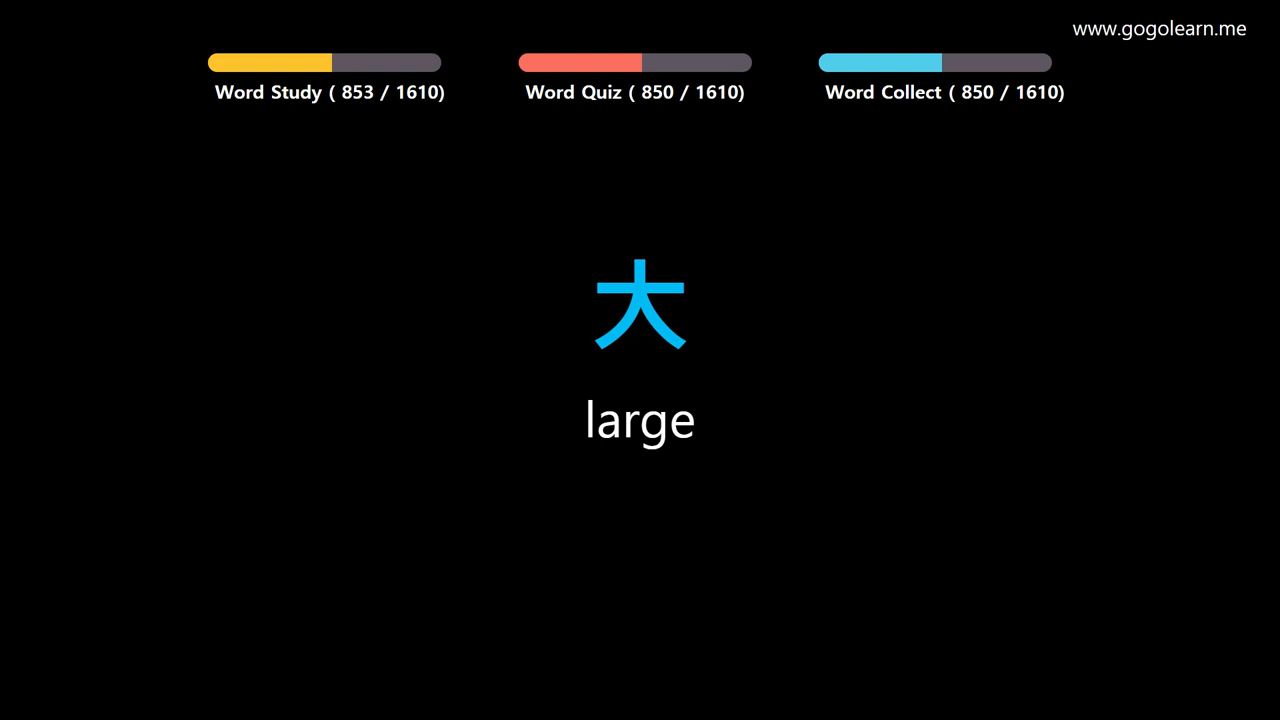 www.gogolearn.me
Word Study ( 853 / 1610)
Word Quiz ( 850 / 1610)
Word Collect ( 850 / 1610)
大
large